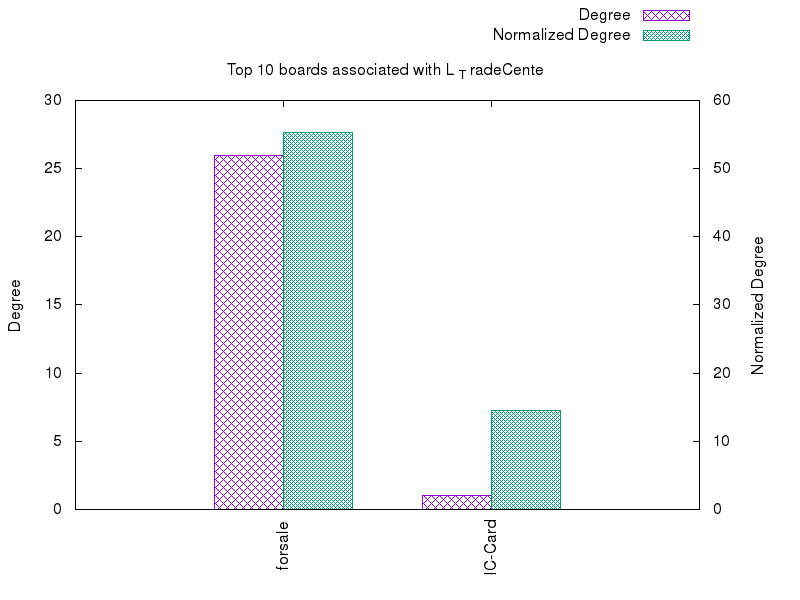 Degree
Normalized Degree
Top 10 boards associated with L T radeCente
30
25
20
15
10
5
0
60
50
40
30
20
10
0
Degree
Normalized Degree
forsale
IC-Card